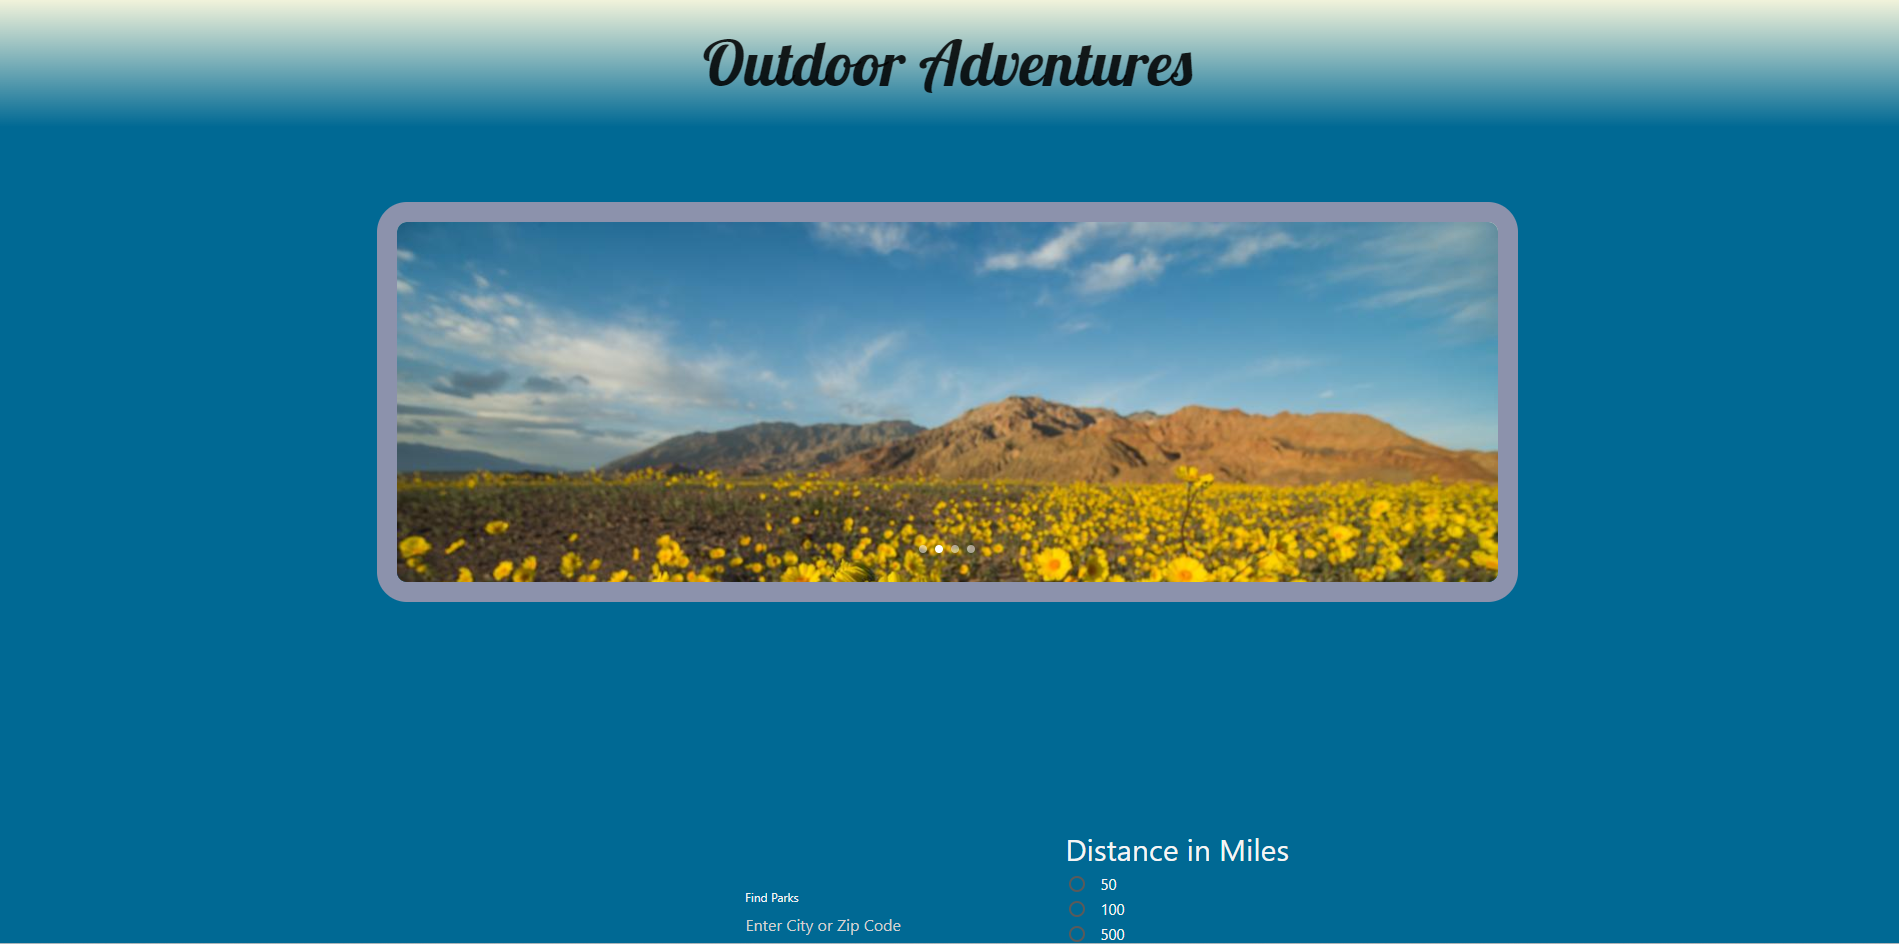 Outdoor Adventures
Distance in Miles
50
100
500
Find Parks
Enter City or Zip Code